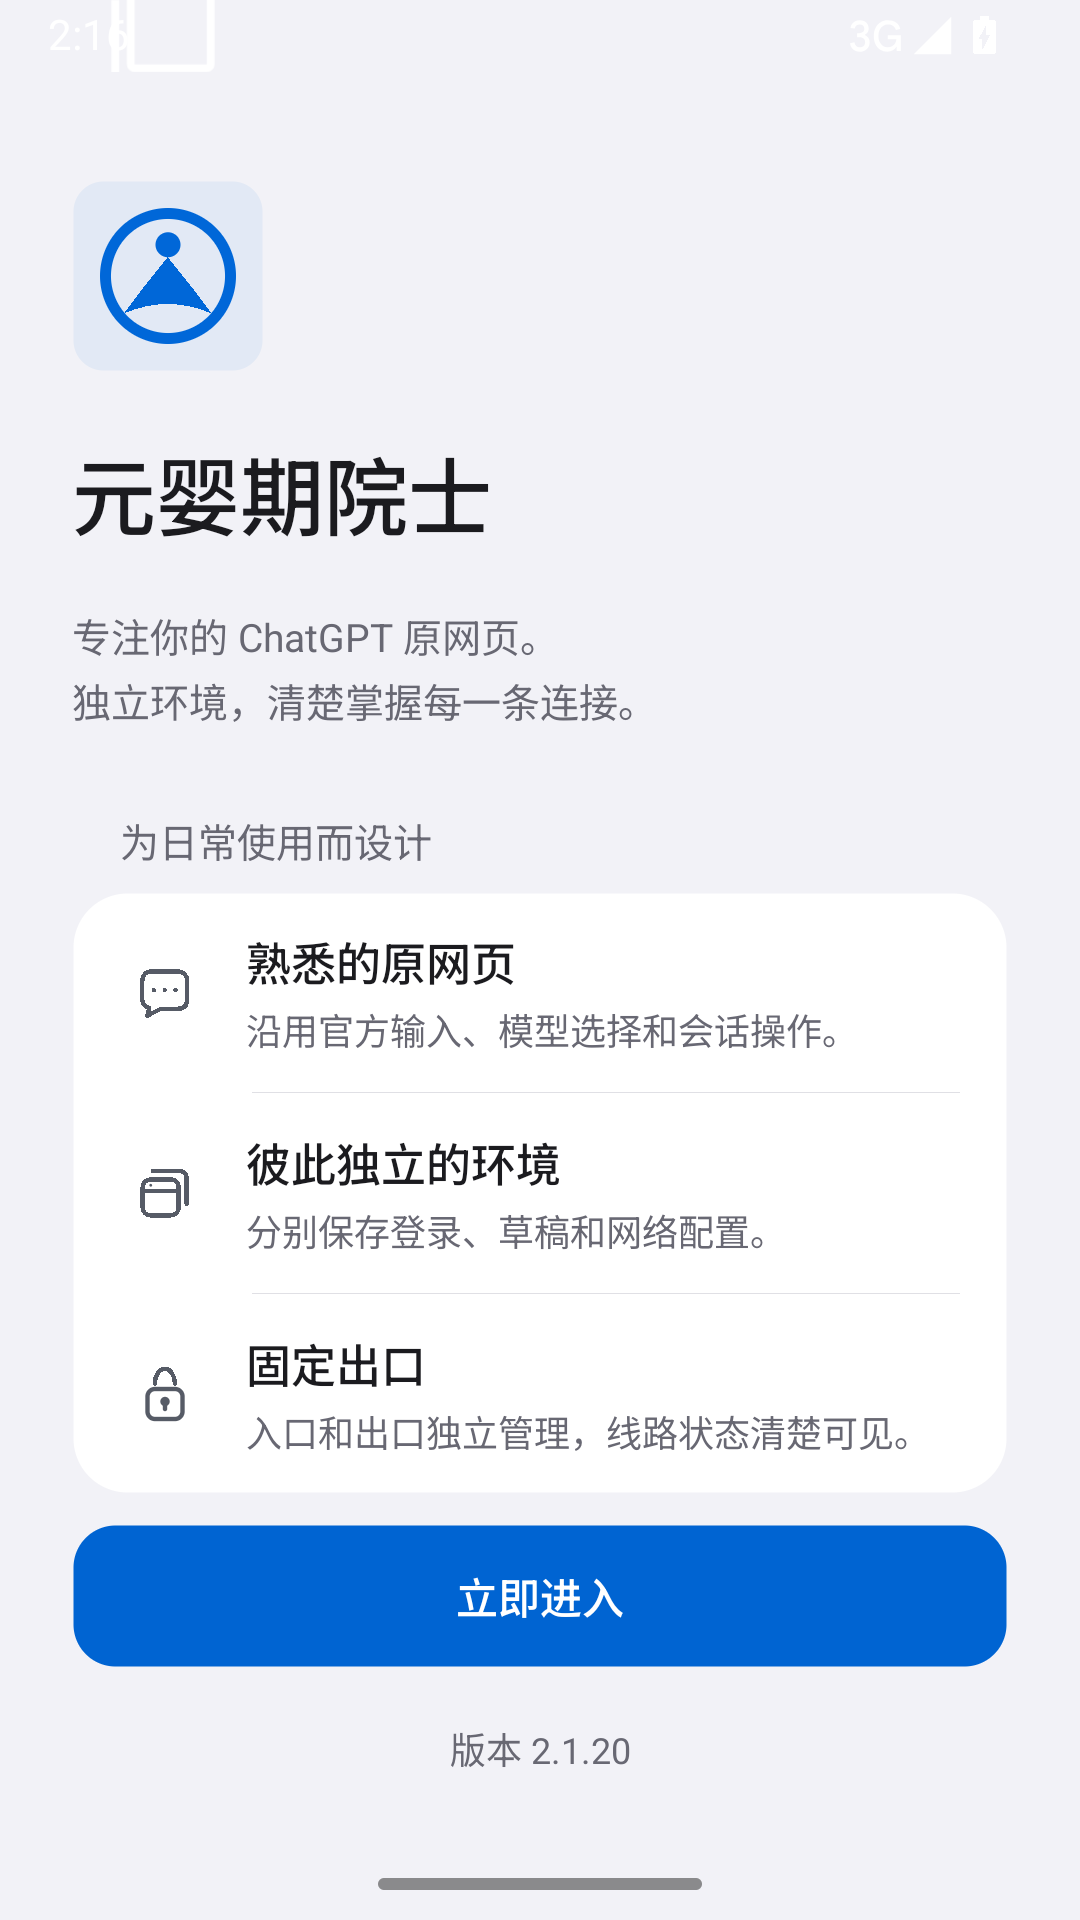 2:16
3G
元婴期院士
专注你的 ChatGPT 原网页。
独立环境，清楚掌握每一条连接。
为日常使用而设计
熟悉的原网页
沿用官方输入、模型选择和会话操作。
彼此独立的环境
分别保存登录、草稿和网络配置。
固定出口
入口和出口独立管理，线路状态清楚可见。
立即进入
版本 2.1.20